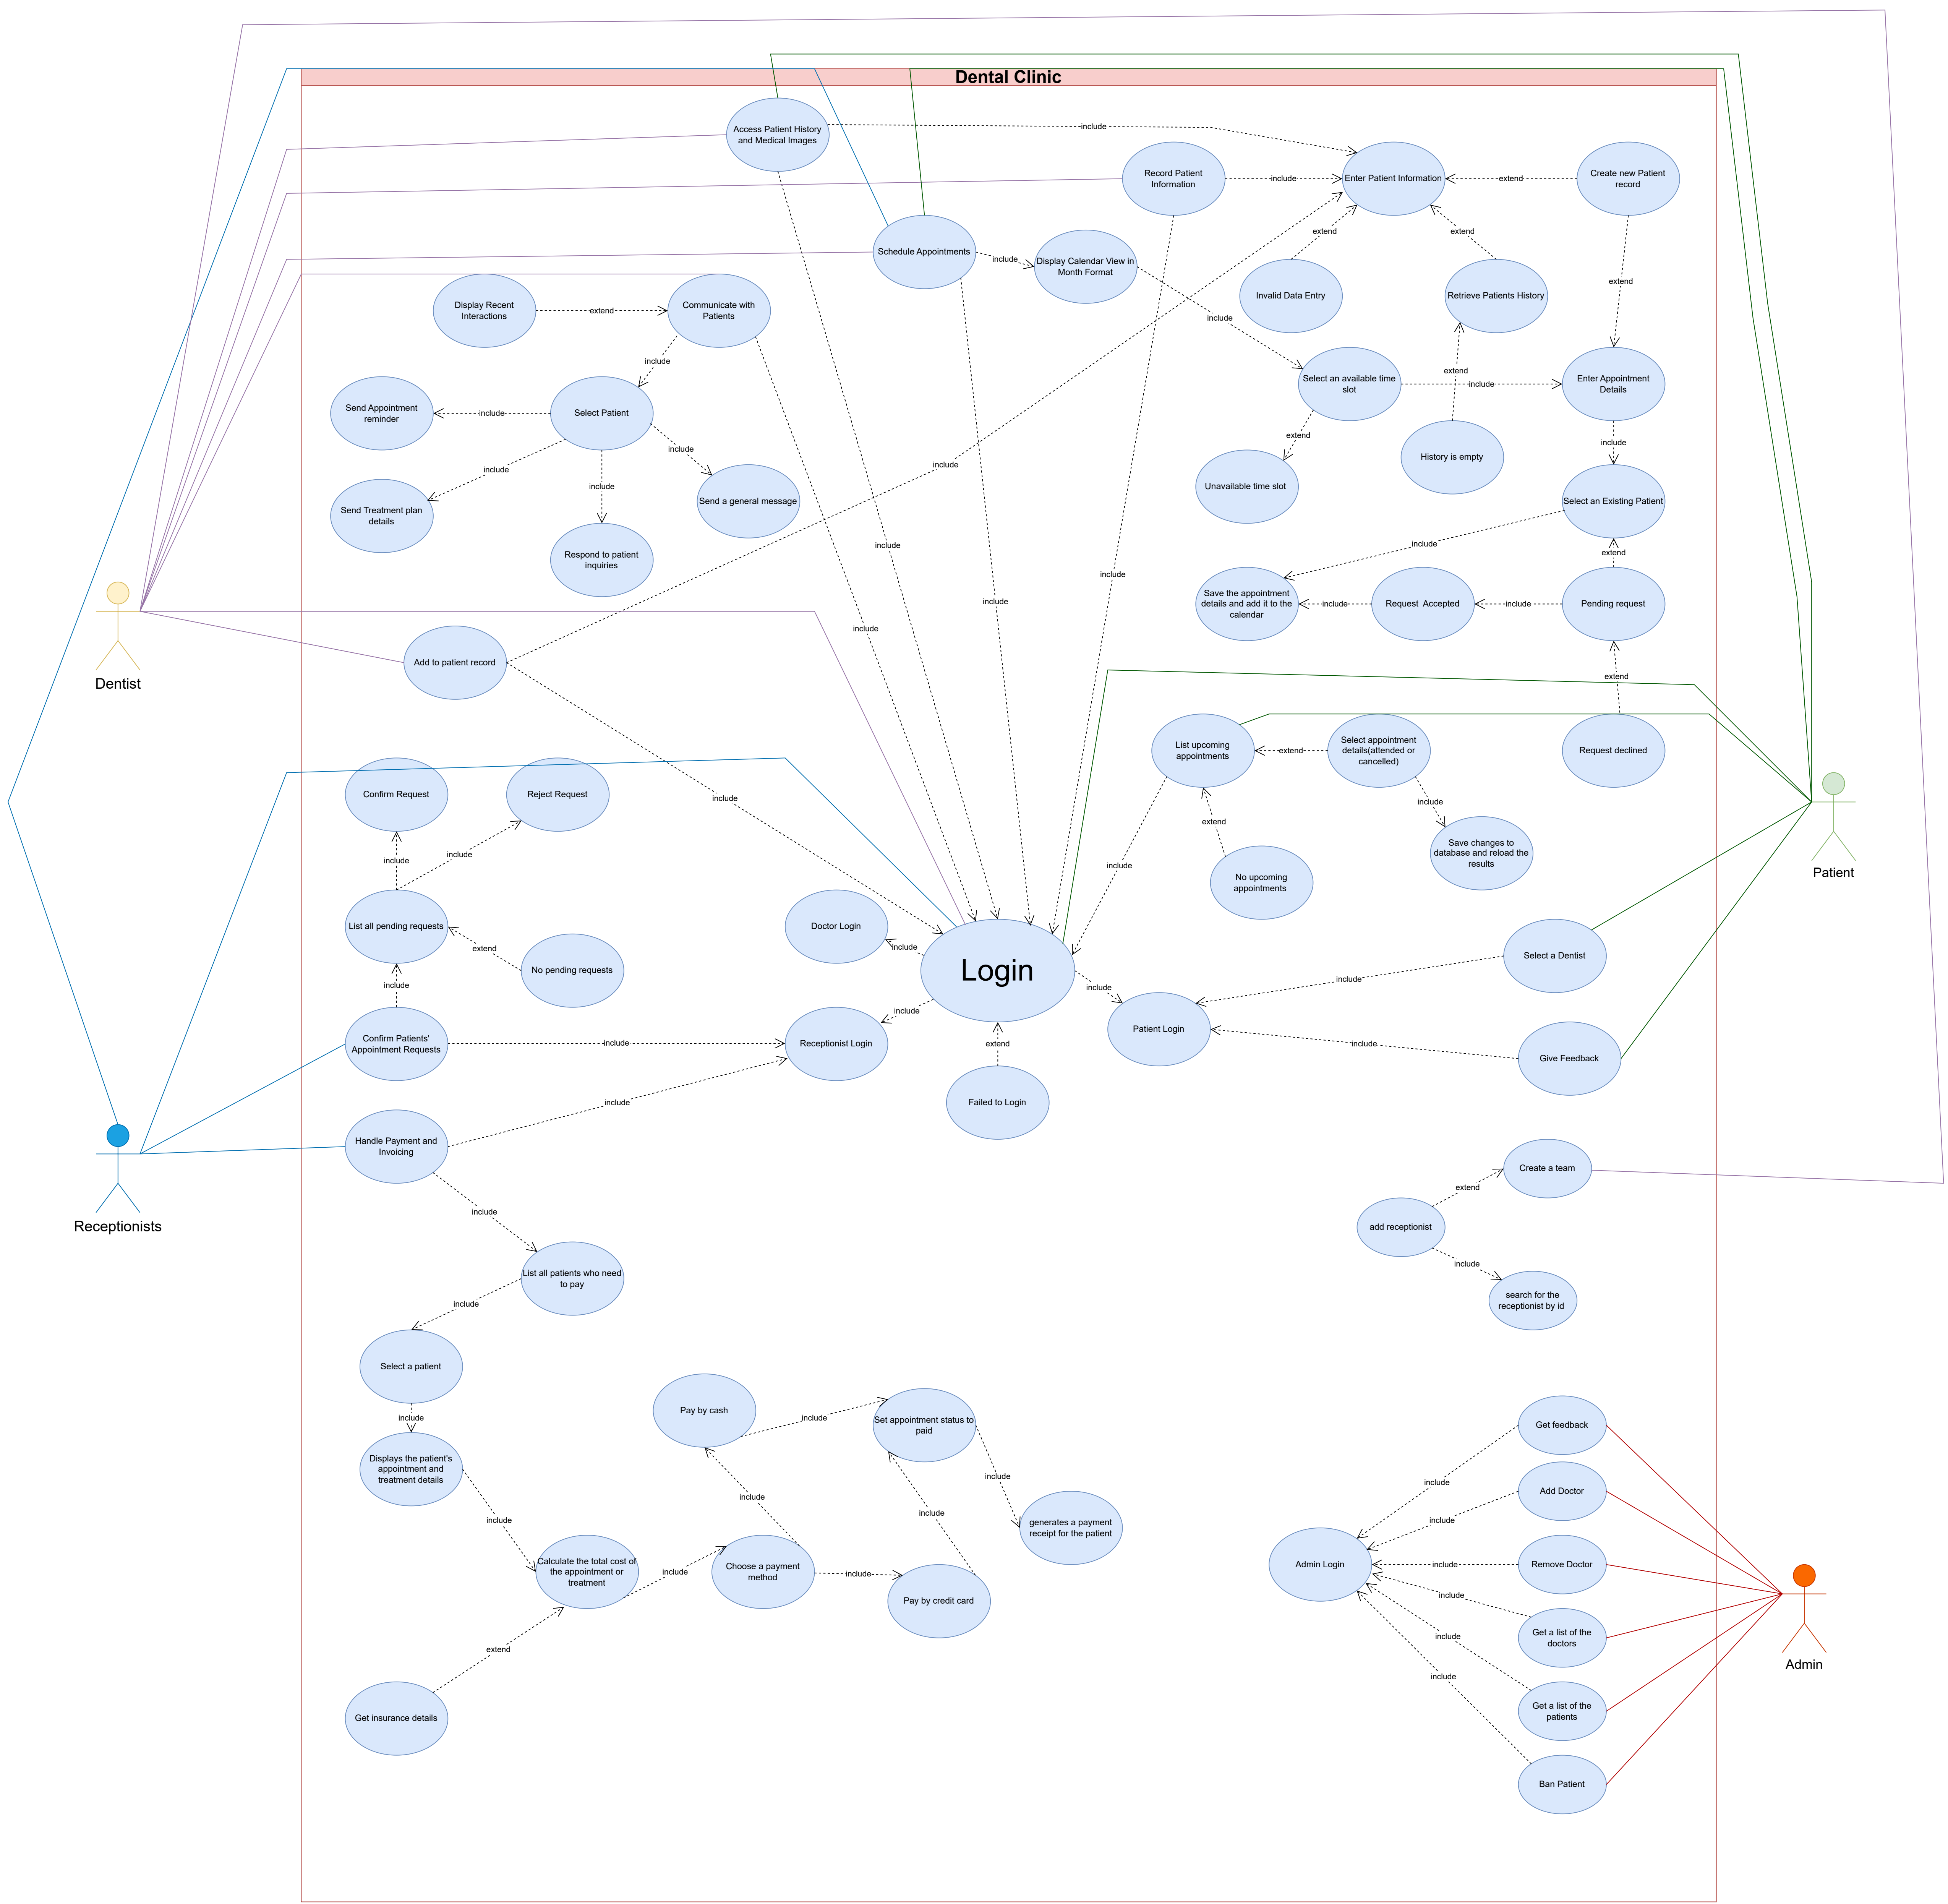 Dental Clinic
Access Patient History
and Medical Images
include
Record Patient
Information
include
Enter Patient Information
extend
Create new Patient
record
Schedule Appointments
include
Display Calendar View in
Month Format
extend
extend
Invalid Data Entry
Retrieve Patients History
extend
Display Recent
Interactions
extend
Communicate with
Patients
include
include
Select an available time
slot
include
extend
Enter Appointment
Details
Send Appointment
reminder
include
Select Patient
include
include
Send a general message
include
Send Treatment plan
details
include
Respond to patient
inquiries
include
extend
Unavailable time slot
History is empty
include
Select an Existing Patient
include
include
include
include
include
extend
Save the appointment
details and add it to the
calendar
include
Request  Accepted
include
Pending request
Dentist
Add to patient record
extend
List upcoming
appointments
extend
Select appointment
details(attended or
cancelled)
Request declined
Confirm Request
Reject Request
include
include
Save changes to
database and reload the
results
extend
No upcoming
appointments
include
include
include
Patient
List all pending requests
extend
No pending requests
Doctor Login
include
Login
Select a Dentist
include
include
include
Confirm Patients'
Appointment Requests
include
Receptionist Login
include
Patient Login
include
Give Feedback
extend
Failed to Login
include
Handle Payment and
Invoicing
Receptionists
include
List all patients who need
to pay
include
Create a team
extend
add receptionist
include
search for the
receptionist by id
Select a patient
include
Displays the patient's
appointment and
treatment details
include
Pay by cash
include
Set appointment status to
paid
include
include
include
generates a payment
receipt for the patient
Calculate the total cost of
the appointment or
treatment
include
Choose a payment
method
include
Pay by credit card
extend
Get insurance details
Get feedback
include
Add Doctor
include
Admin Login
include
Remove Doctor
include
Get a list of the
doctors
include
Get a list of the
patients
include
Ban Patient
Admin